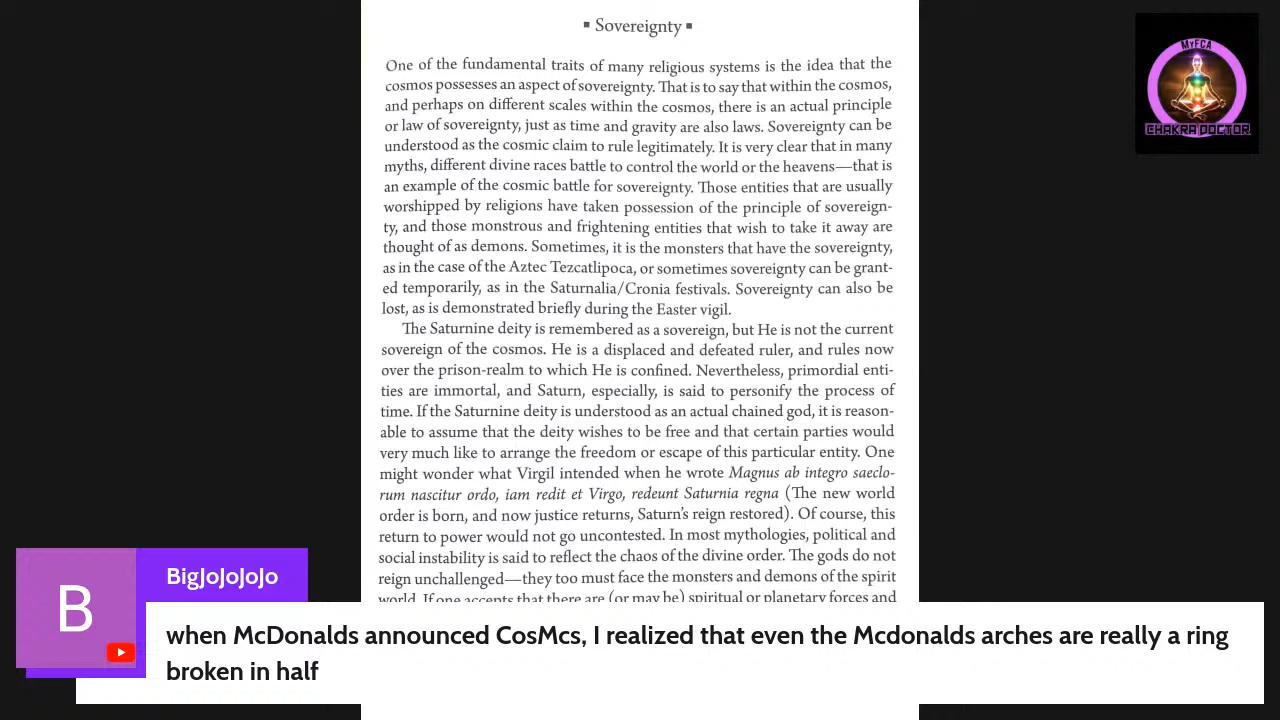 ▪ Sovereignty ▪
One of the fundamental traits of many religious systems is the idea that the
cosmos possesses an aspect of sovereignty. That is to say that within the cosmos,
and perhaps on different scales within the cosmos, there is an actual principle
or law of sovereignty, just as time and gravity are also laws. Sovereignty can be
understood as the cosmic claim to rule legitimately. It is very clear that in many
myths, different divine races battle to control the world or the heavens—that is
an example of the cosmic battle for sovereignty. Those entities that are usually
worshipped by religions have taken possession of the principle of sovereign-
ty, and those monstrous and frightening entities that wish to take it away are
thought of as demons. Sometimes, it is the monsters that have the sovereignty,
as in the case of the Aztec Tezcatlipoca, or sometimes sovereignty can be grant-
ed temporarily, as in the Saturnalia/Cronia festivals. Sovereignty can also be
lost, as is demonstrated briefly during the Easter vigil.
The Saturnine deity is remembered as a sovereign, but He is not the current
sovereign of the cosmos. He is a displaced and defeated ruler, and rules now
over the prison-realm to which He is confined. Nevertheless, primordial enti-
ties are immortal, and Saturn, especially, is said to personify the process of
time. If the Saturnine deity is understood as an actual chained god, it is reason-
able to assume that the deity wishes to be free and that certain parties would
very much like to arrange the freedom or escape of this particular entity. One
might wonder what Virgil intended when he wrote Magnus ab integro saeclo-
rum nascitur ordo, iam redit et Virgo, redeunt Saturnia regna (The new world
order is born, and now justice returns, Saturn's reign restored). Of course, this
return to power would not go uncontested. In most mythologies, political and
social instability is said to reflect the chaos of the divine order. The gods do not
reign unchallenged—they too must face the monsters and demons of the spirit
world. If one accepts that there are (or may be) spiritual or planetary forces and
MYFCA
CHAKRA DOCTOR
B
BigJoJoJoJo
when McDonalds announced CosMcs, I realized that even the Mcdonalds arches are really a ring
broken in half